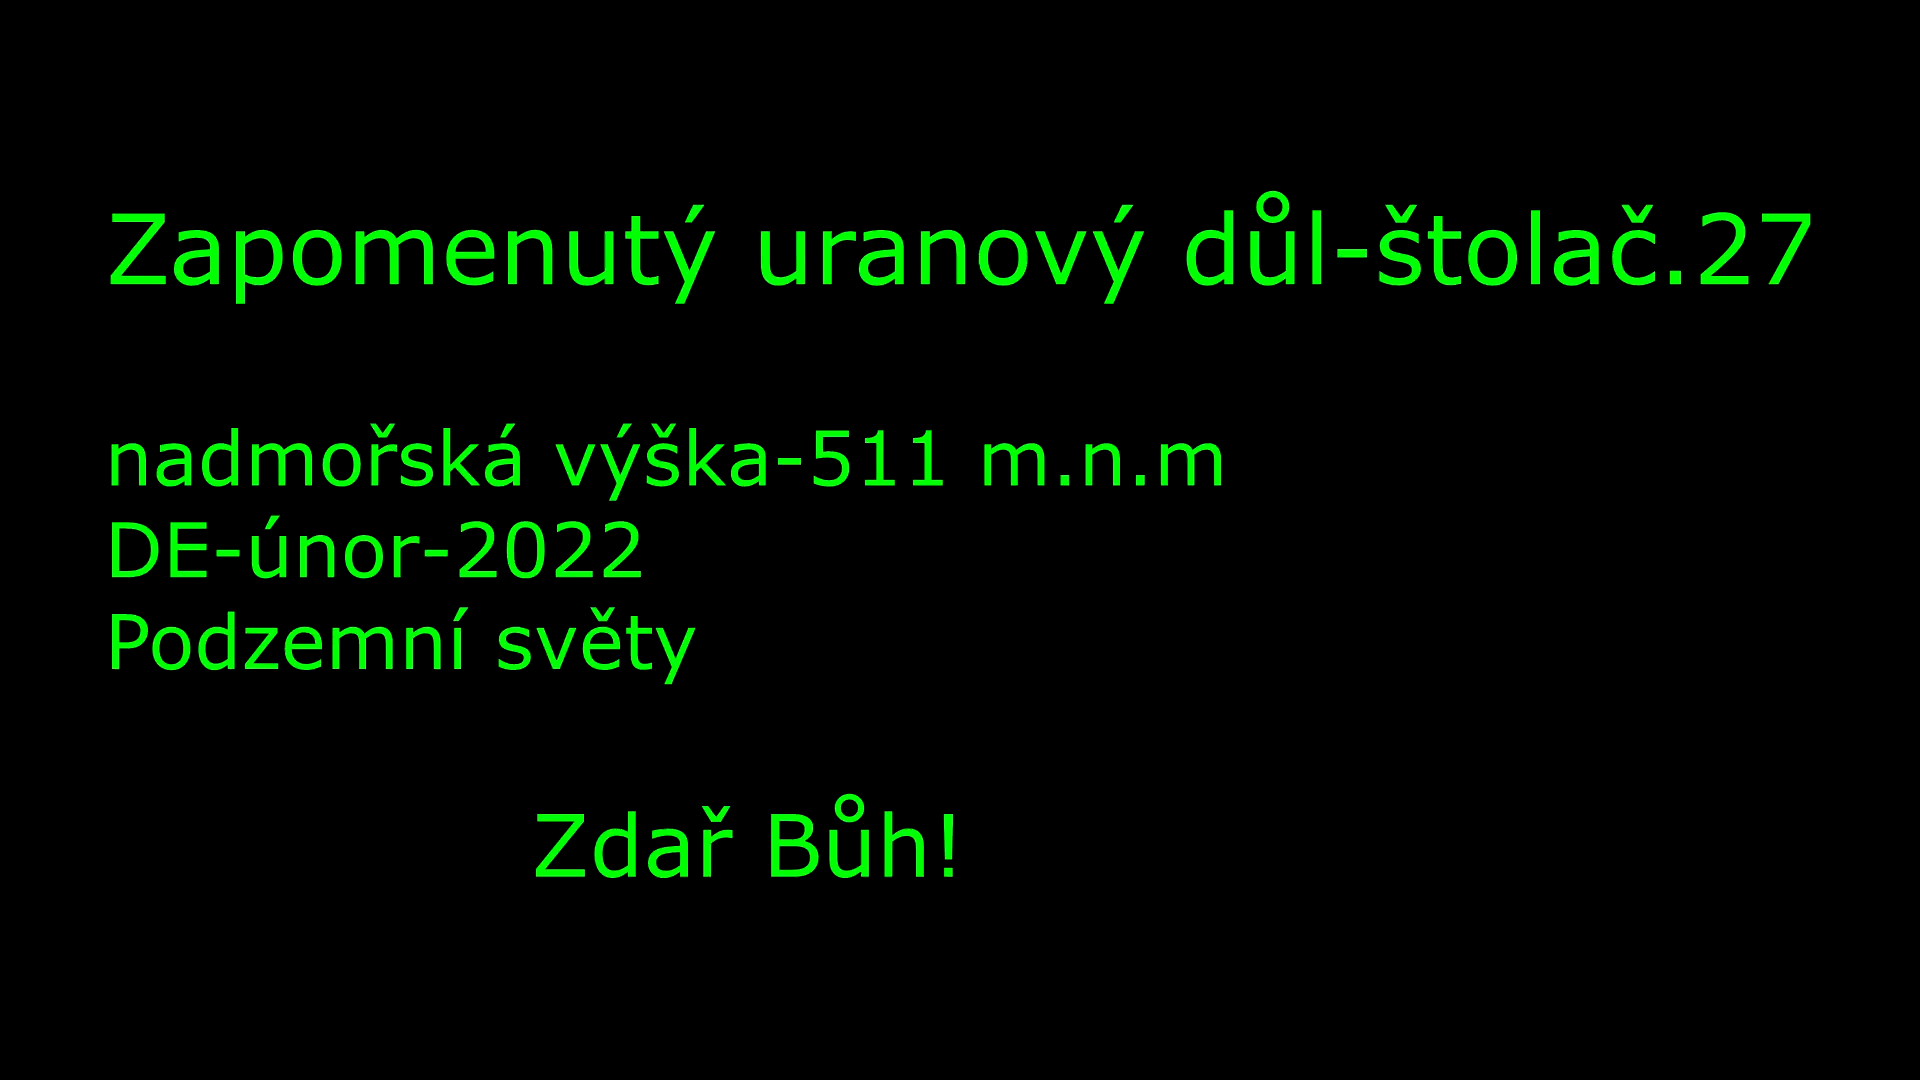 Zapomenutý uranový důl-štolač.27
nadmořská výška-511 m.n.m
DE-únor-2022
Podzemní světy
Zdař Bůh!